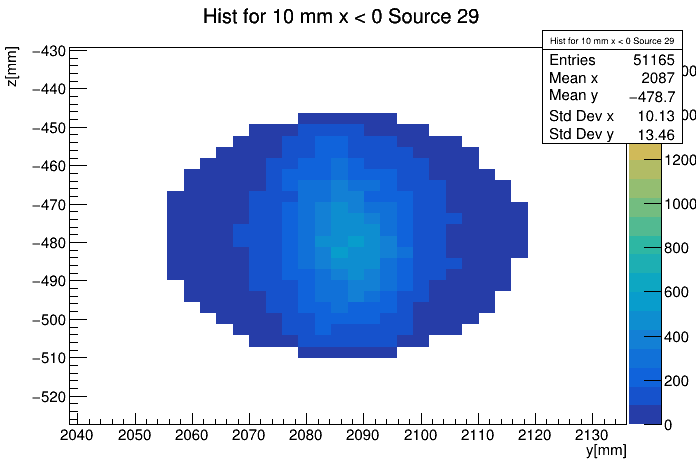 Hist for 10 mm x < 0 Source 29
z[mm]
−430
−440
−450
−460
−470
−480
−490
−500
−510
−520
2040 2050 2060 2070 2080 2090 2100 2110 2120 2130
y[mm]
Hist for 10 mm x < 0 Source 29
Entries 51165
Mean x 2087
Mean y −478.7
Std Dev x 10.13
Std Dev y 13.46
1200
1000
800
600
400
200
0